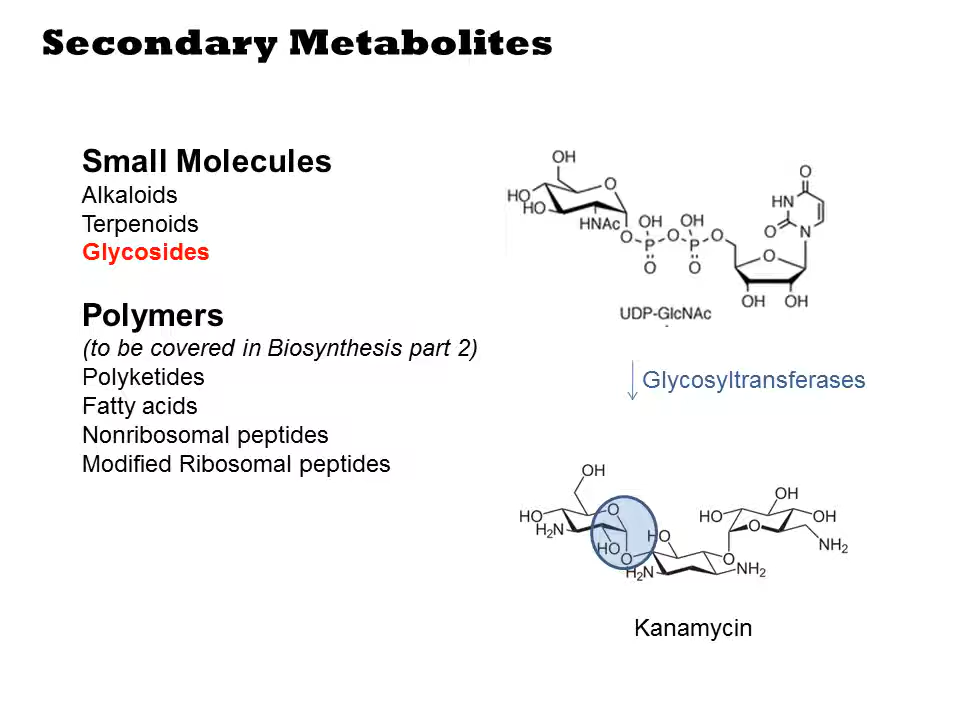 Secondary Metabolites
Small Molecules
Alkaloids
Terpenoids
Glycosides
Polymers
(to be covered in Biosynthesis part 2)
Polyketides
Fatty acids
Nonribosomal peptides
Modified Ribosomal peptides
OH
HO
HO
HO
O
HNAc
O
P
OH
O
O
P
OH
O
O
O
HN
O
N
O
OH
OH
UDP-GlcNAc
Glycosyltransferases
OH
HO
H₂N
O
HO
O
HO
H₂N
NH₂
O
HO
O
OH
OH
NH₂
Kanamycin